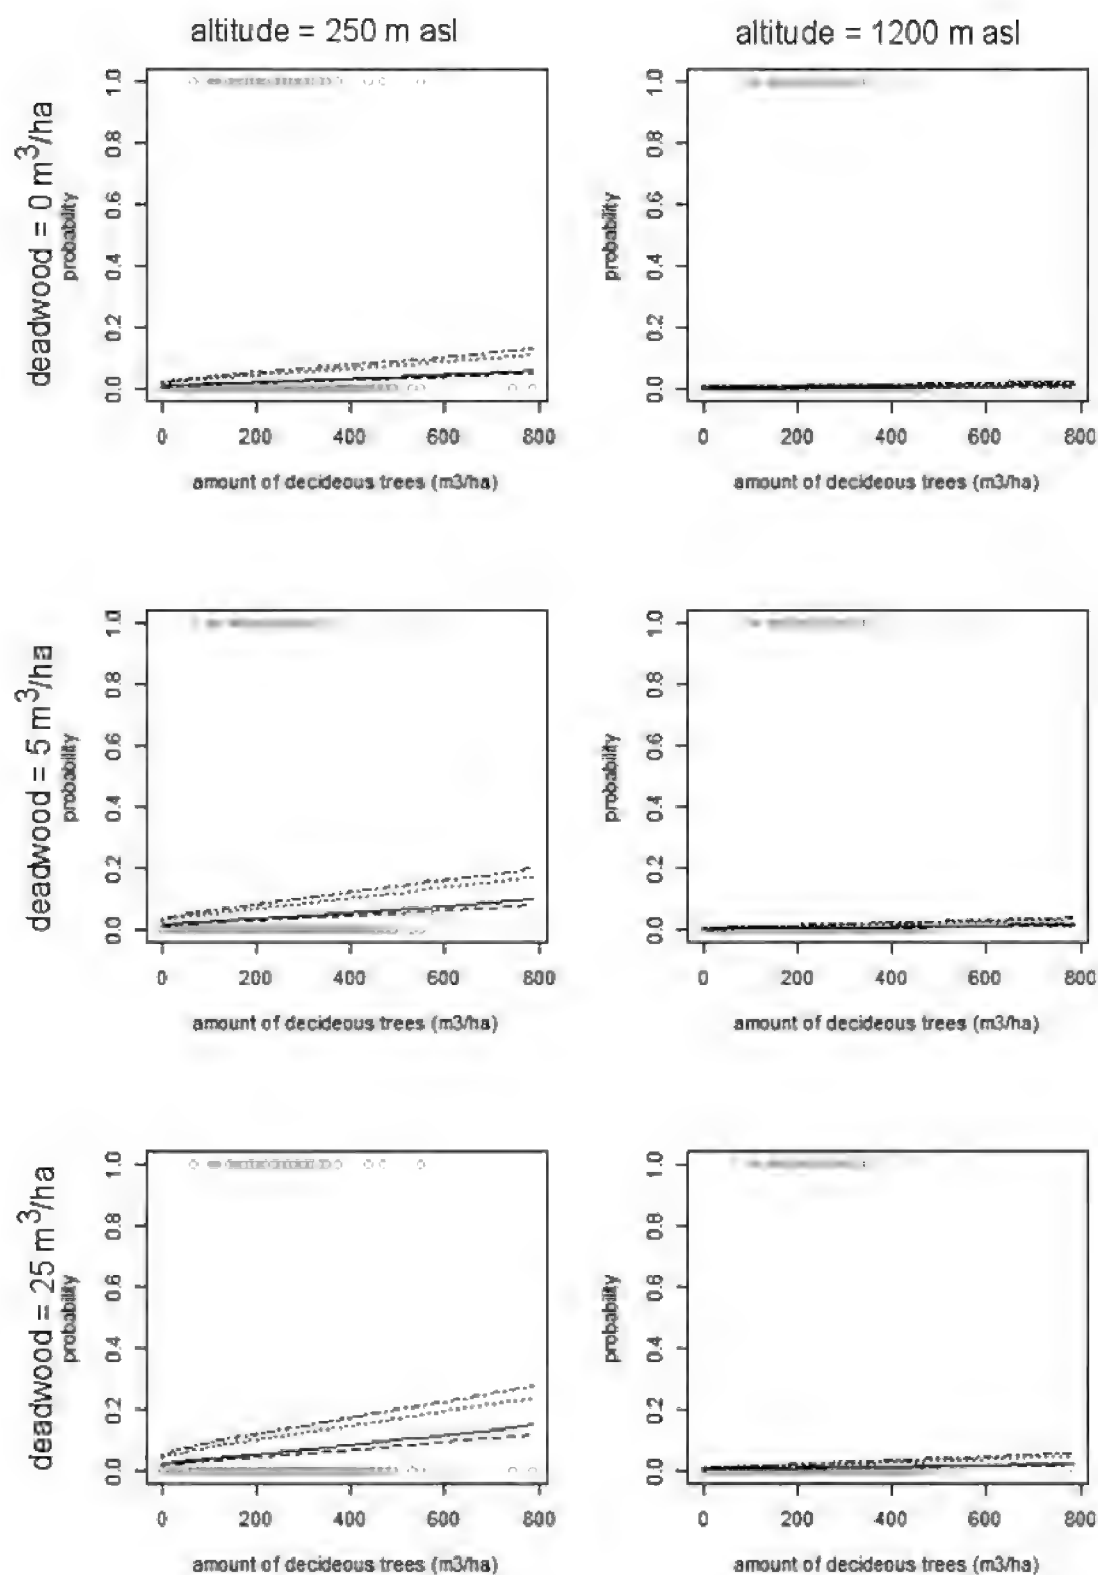 altitude = 250 m asl
altitude = 1200 m asl
deadwood = 0 m³/ha
probability
0.0 0.2 0.4 0.6 0.8 1.0
0 200 400 600 800
amount of decideous trees (m3/ha)
probability
0.0 0.2 0.4 0.6 0.8 1.0
0 200 400 600 800
amount of decideous trees (m3/ha)
deadwood = 5 m³/ha
probability
0.0 0.2 0.4 0.6 0.8 1.0
0 200 400 600 800
amount of decideous trees (m3/ha)
probability
0.0 0.2 0.4 0.6 0.8 1.0
0 200 400 600 800
amount of decideous trees (m3/ha)
deadwood = 25 m³/ha
probability
0.0 0.2 0.4 0.6 0.8 1.0
0 200 400 600 800
amount of decideous trees (m3/ha)
probability
0.0 0.2 0.4 0.6 0.8 1.0
0 200 400 600 800
amount of decideous trees (m3/ha)